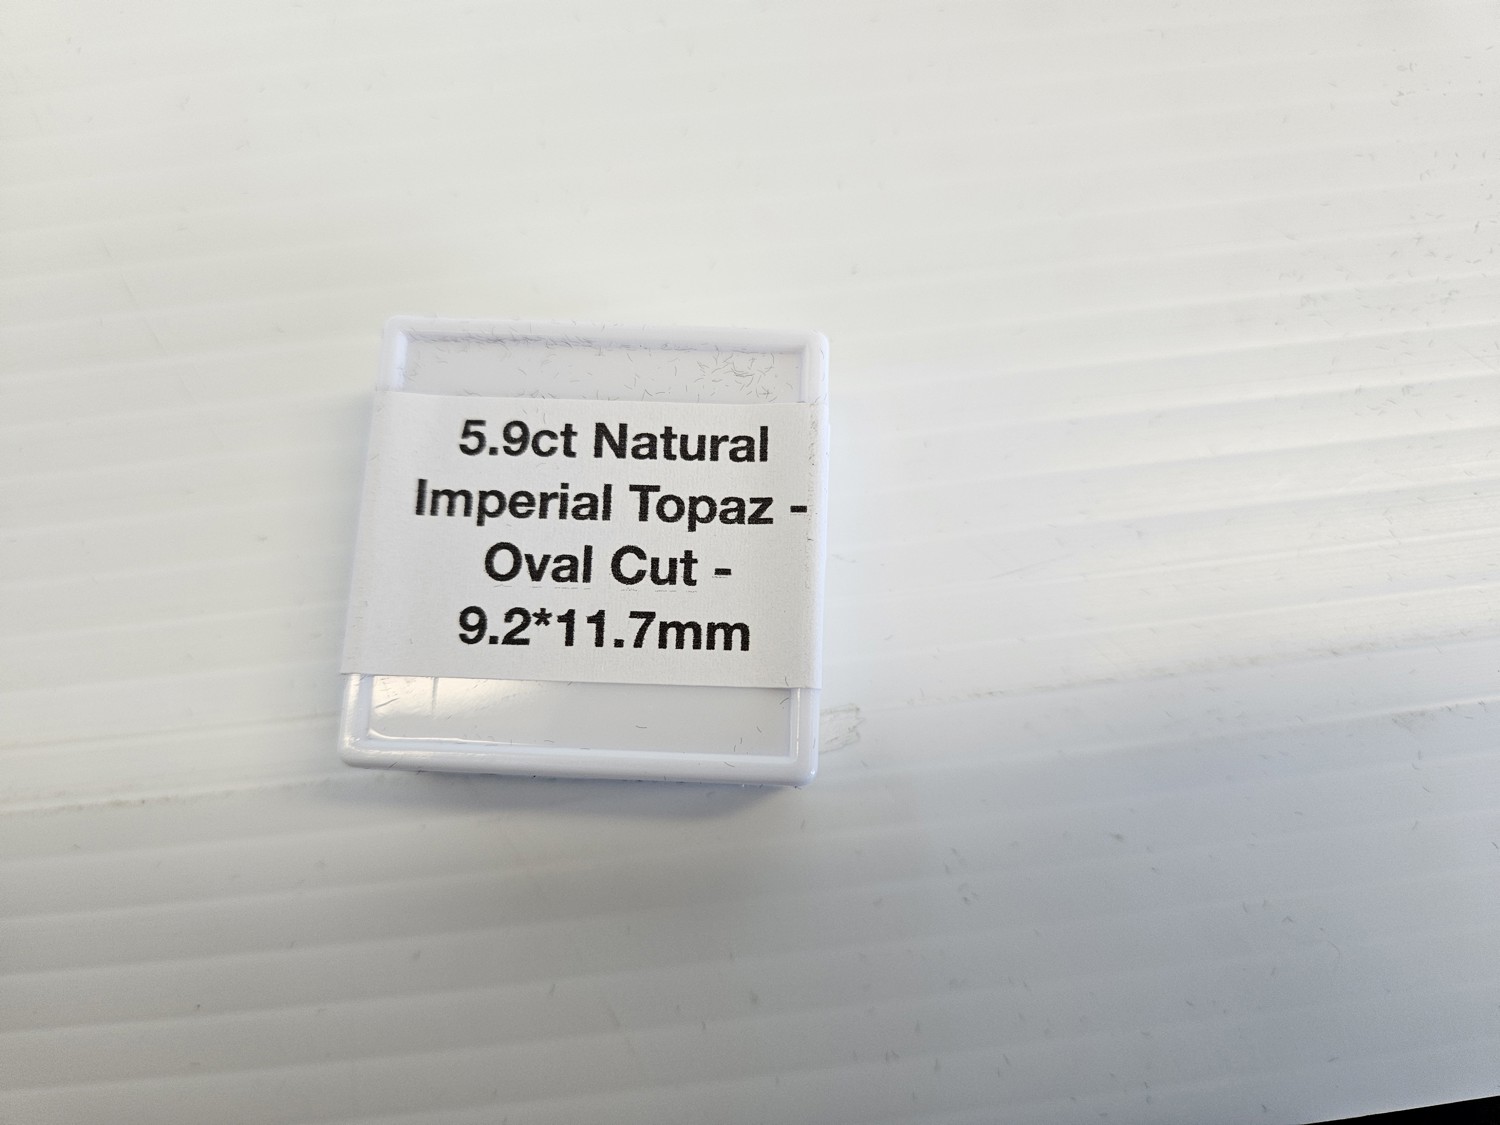 5.9ct Natural
Imperial Topaz -
Oval Cut -
9.2*11.7mm